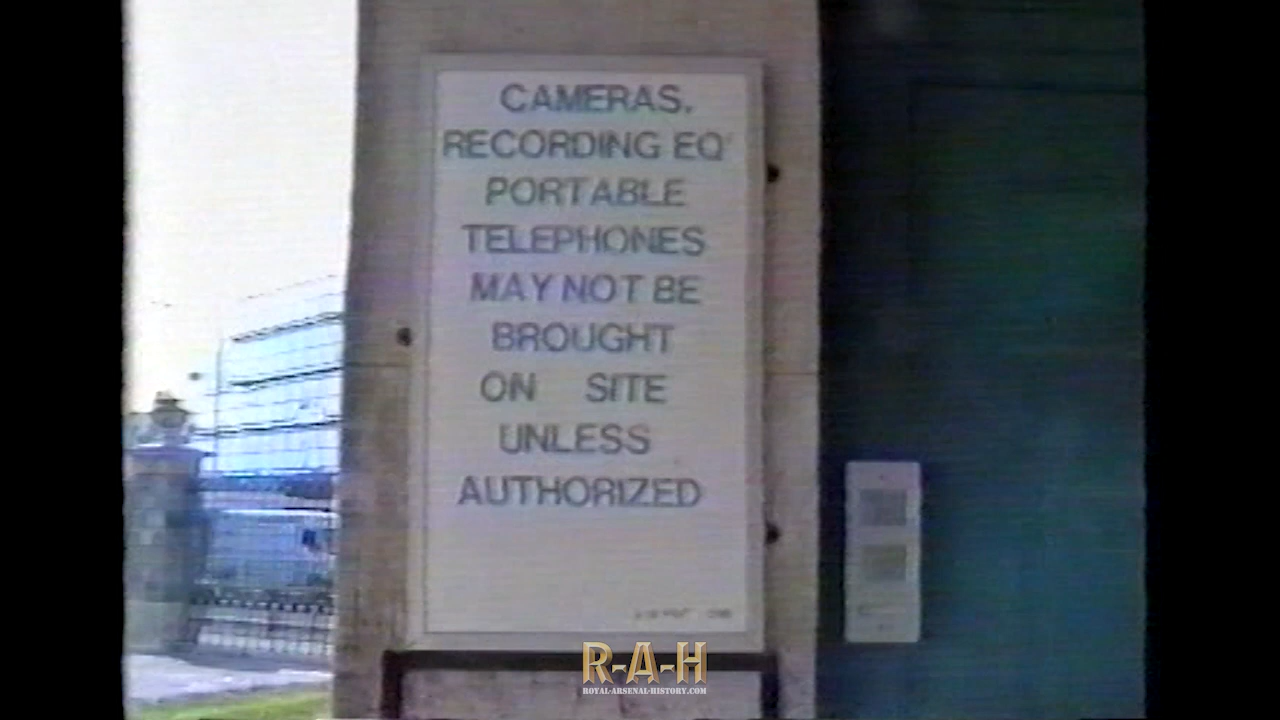 CAMERAS.
RECORDING EQ'
PORTABLE
TELEPHONES
MAY NOT BE
BROUGHT
ON SITE
UNLESS
AUTHORIZED
R-A-H
ROYAL-ARSENAL-HISTORY.COM